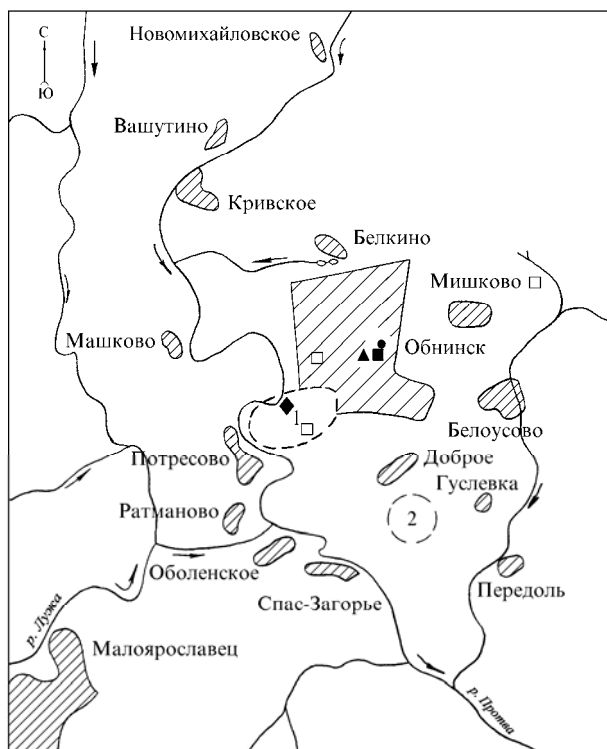 Новомихайловское
С
Ю
Вашутино
Кривское
Белкино
Мишково
Машково
Обнинск
1
Белоусово
Потресово
Доброе
Гуслевка
Ратманово
2
Оболенское
Спас-Загорье
Передоль
р. Лужа
Малоярославец
р. Протва